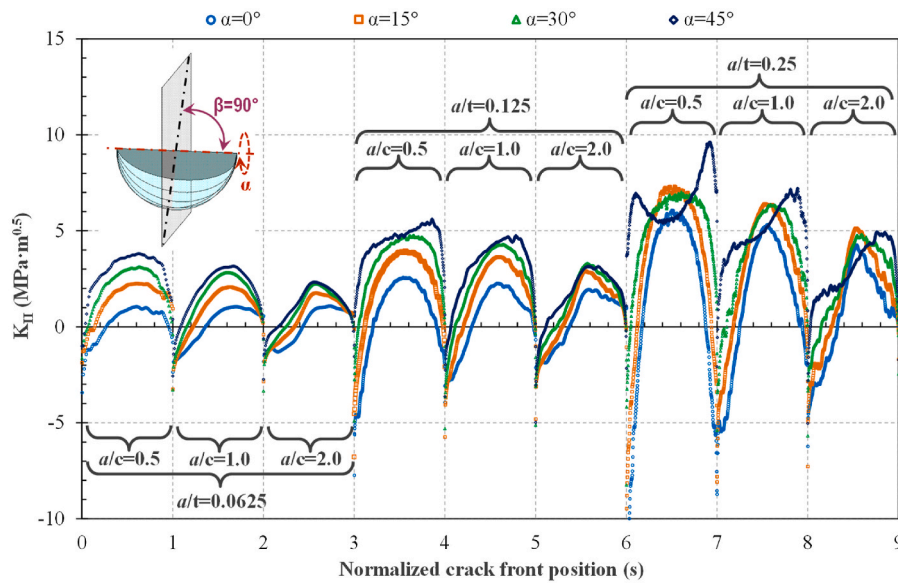 α=0° α=15° α=30° α=45°
15
10
5
0
-5
-10
K_II (MPa·m^0.5)
β=90°
α
a/t=0.25
a/c=0.5 a/c=1.0 a/c=2.0
a/t=0.125
a/c=0.5 a/c=1.0 a/c=2.0
a/c=0.5 a/c=1.0 a/c=2.0
a/t=0.0625
0 1 2 3 4 5 6 7 8 9
Normalized crack front position (s)